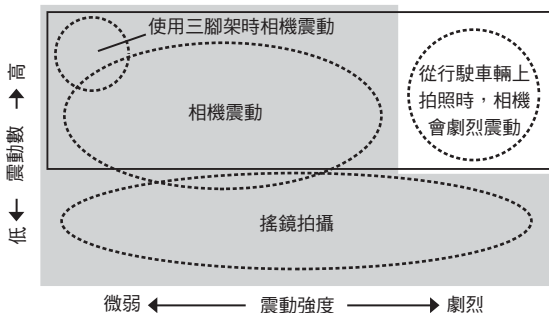 使用三腳架時相機震動
相機震動
從行駛車輛上
拍照時，相機
會劇烈震動
搖鏡拍攝
低 ← 震動數 → 高
微弱 ← 震動強度 → 劇烈